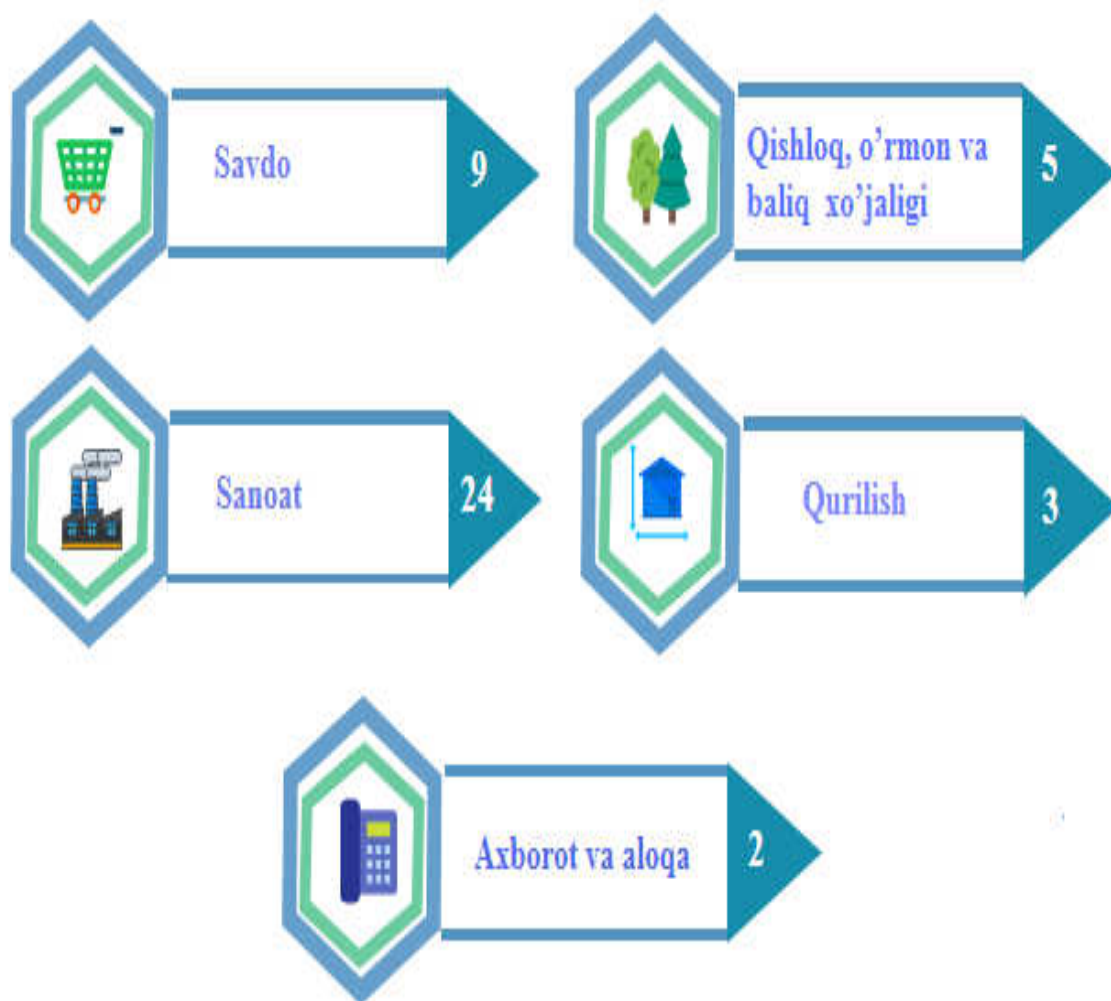 Savdo
9
Qishloq, o’rmon va
baliq xo’jaligi
5
Sanoat
24
Qurilish
3
Axborot va aloqa
2